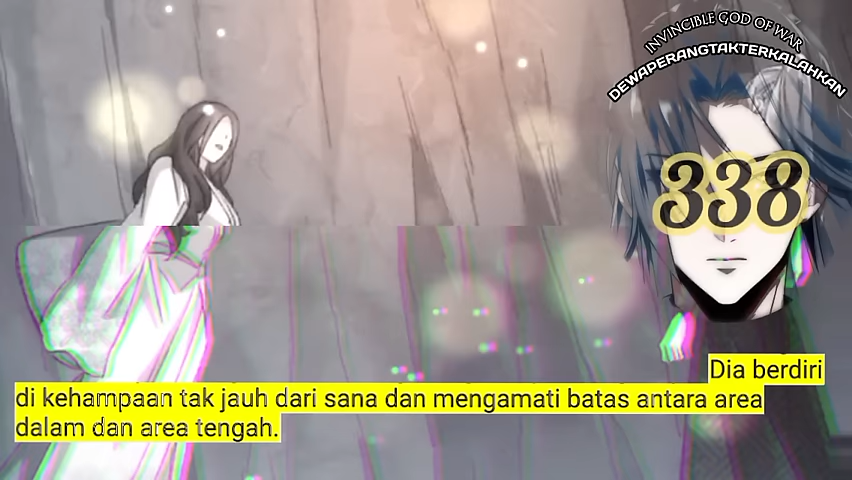 INVINCIBLE GOD OF WAR
DEWAPERANGTAKTERKALAHKAN
338
Dia berdiri
di kehampaan tak jauh dari sana dan mengamati batas antara area
dalam dan area tengah.